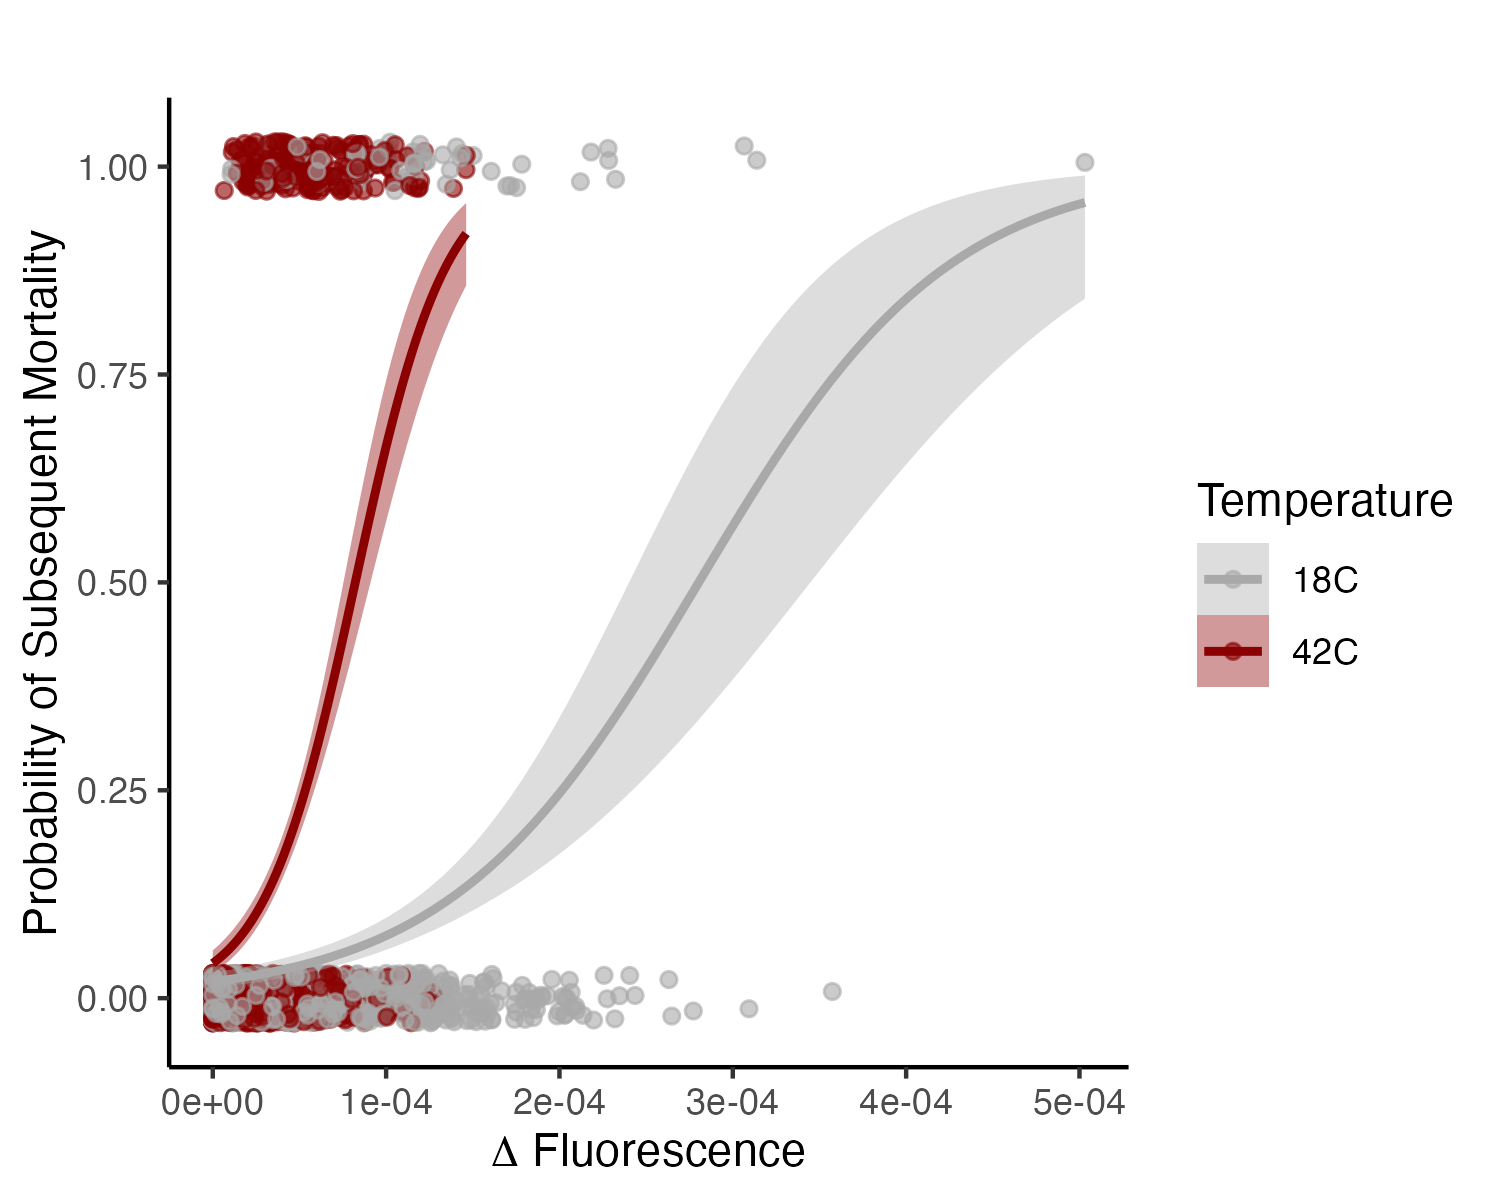 Probability of Subsequent Mortality
1.00
0.75
0.50
0.25
0.00
0e+00 1e-04 2e-04 3e-04 4e-04 5e-04
Δ Fluorescence
Temperature
18C
42C